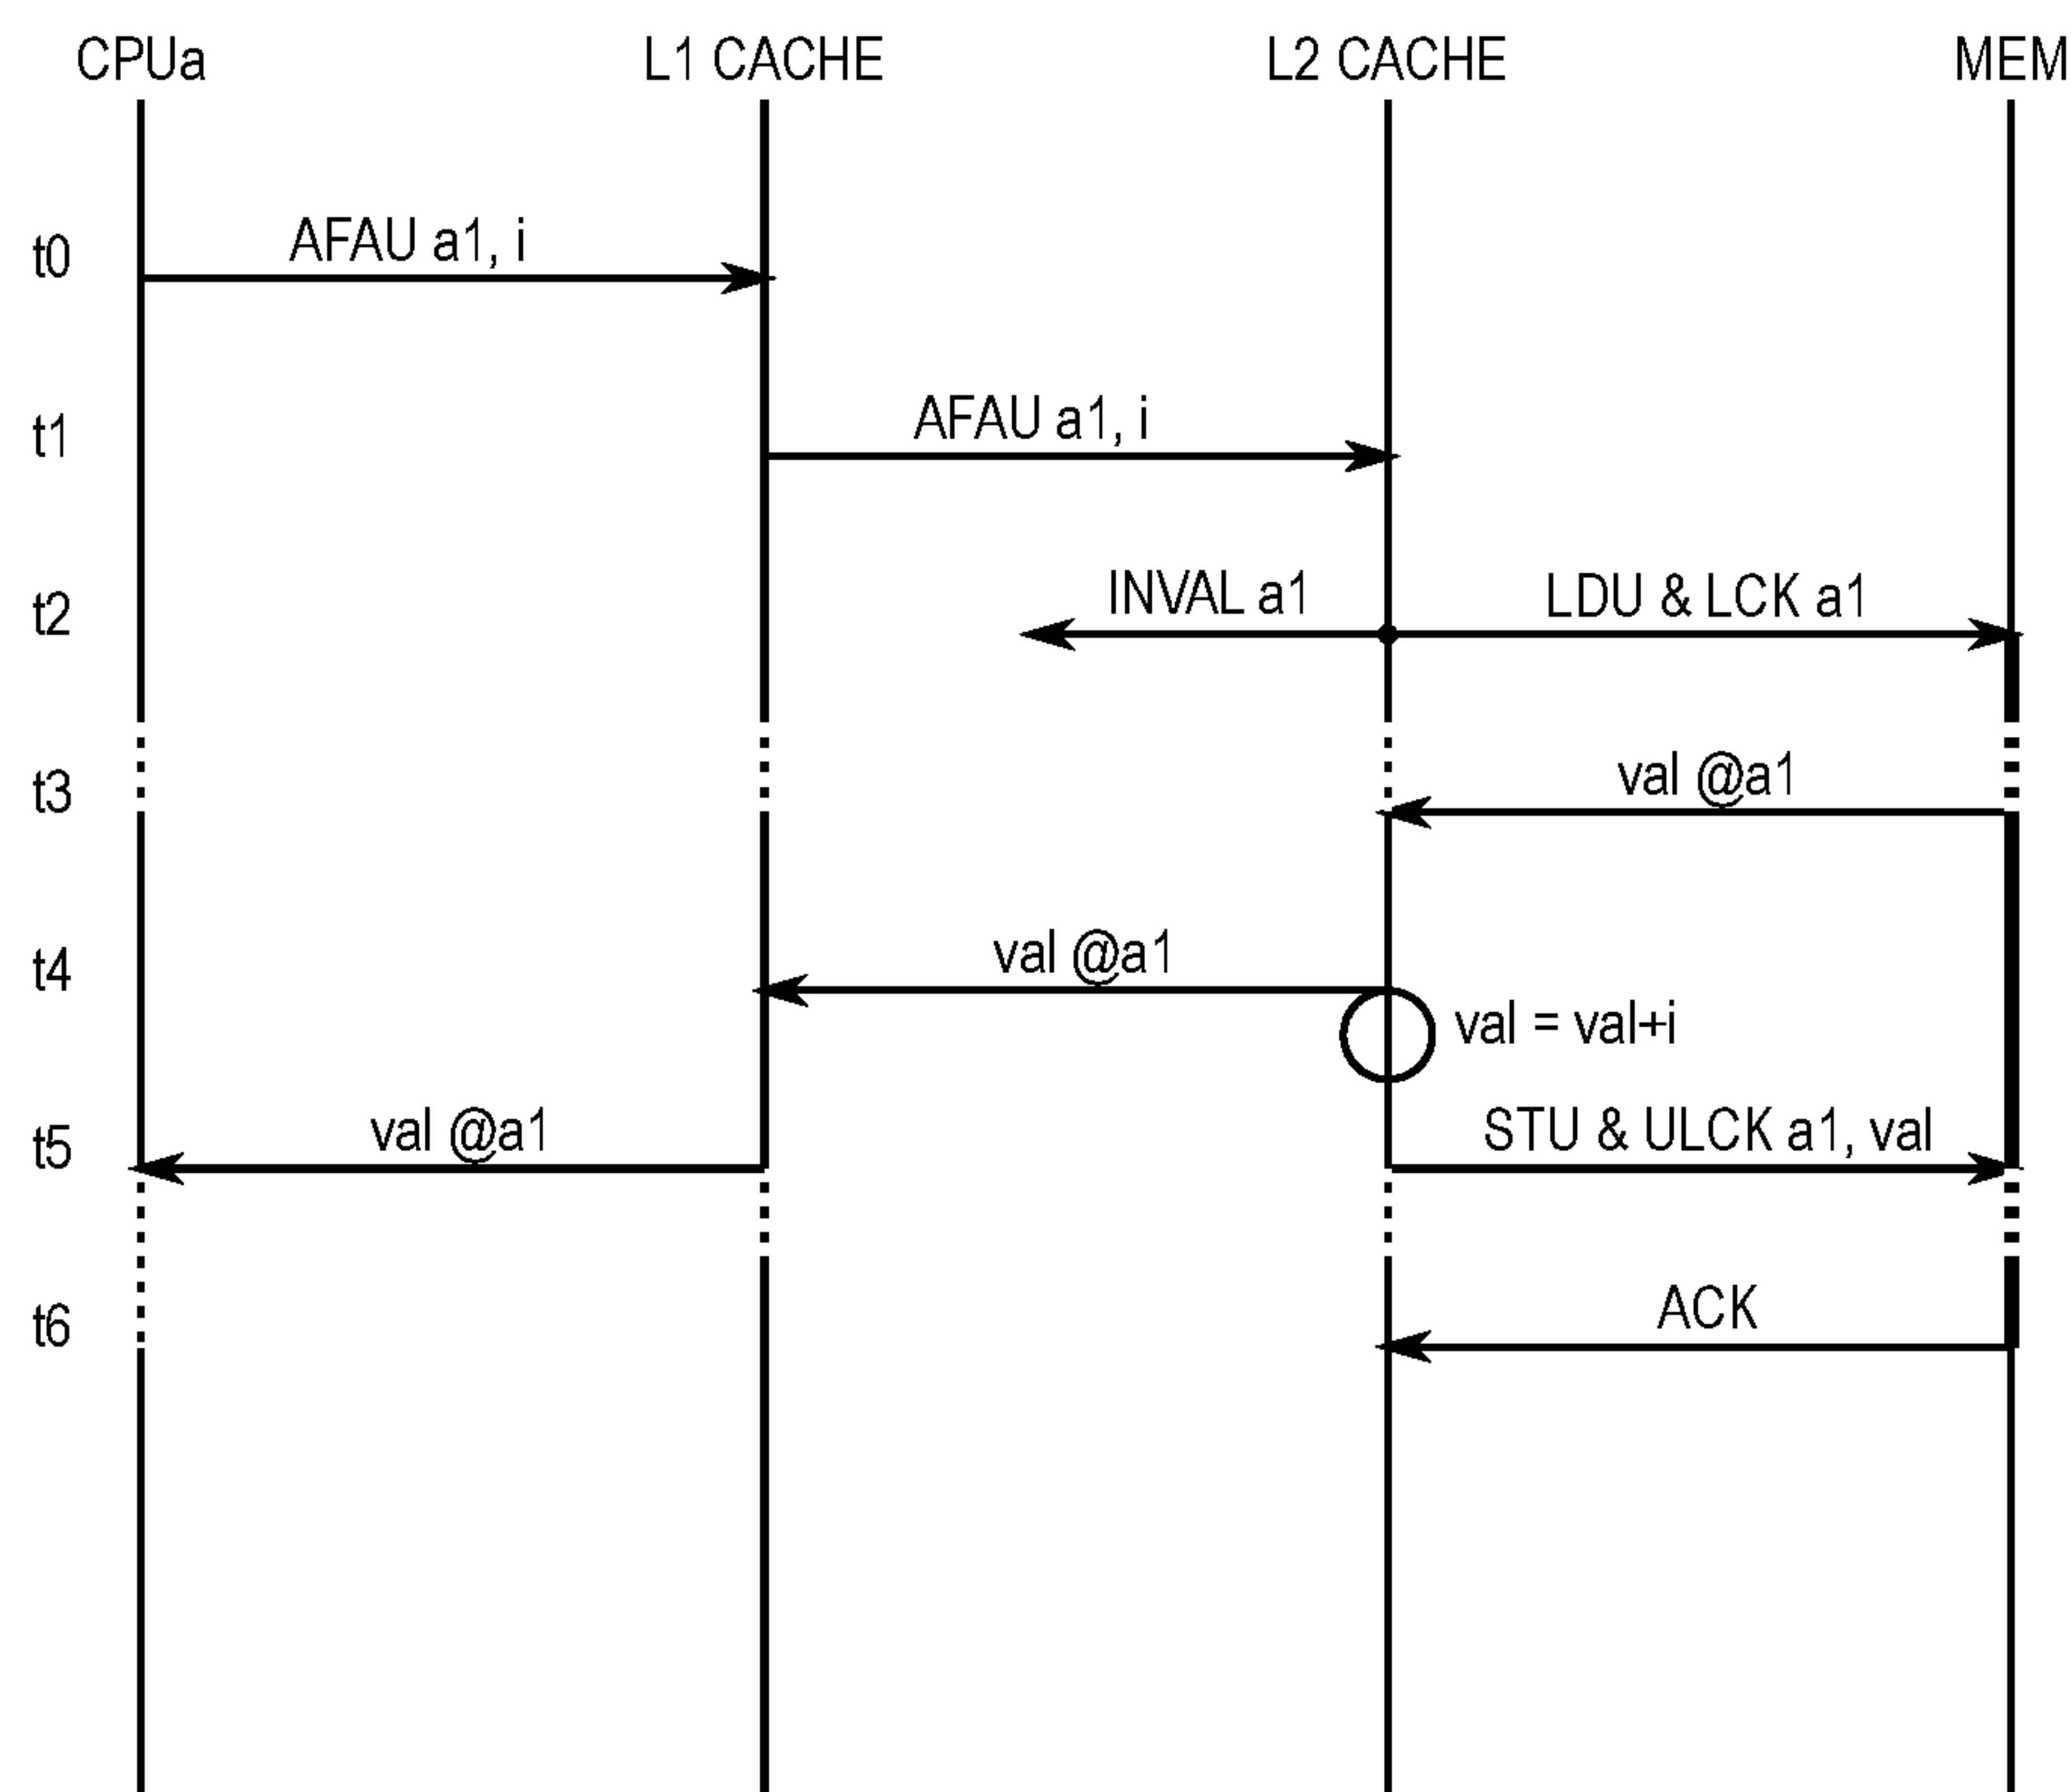 CPUa L1 CACHE L2 CACHE MEM
t0 AFAU a1, i
t1 AFAU a1, i
t2 INVAL a1 LDU & LCK a1
t3 val @a1
t4 val @a1
val = val+i
t5 val @a1 STU & ULCK a1, val
t6 ACK